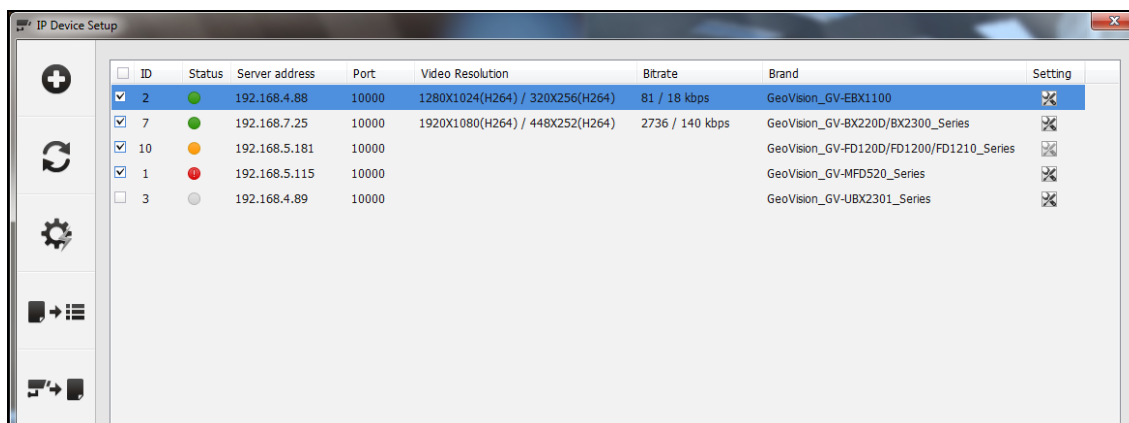 IP Device Setup
ID Status Server address Port Video Resolution Bitrate Brand Setting
2 192.168.4.88 10000 1280X1024(H264) / 320X256(H264) 81 / 18 kbps GeoVision_GV-EBX1100
7 192.168.7.25 10000 1920X1080(H264) / 448X252(H264) 2736 / 140 kbps GeoVision_GV-BX220D/BX2300_Series
10 192.168.5.181 10000 GeoVision_GV-FD120D/FD1200/FD1210_Series
1 192.168.5.115 10000 GeoVision_GV-MFD520_Series
3 192.168.4.89 10000 GeoVision_GV-UBX2301_Series